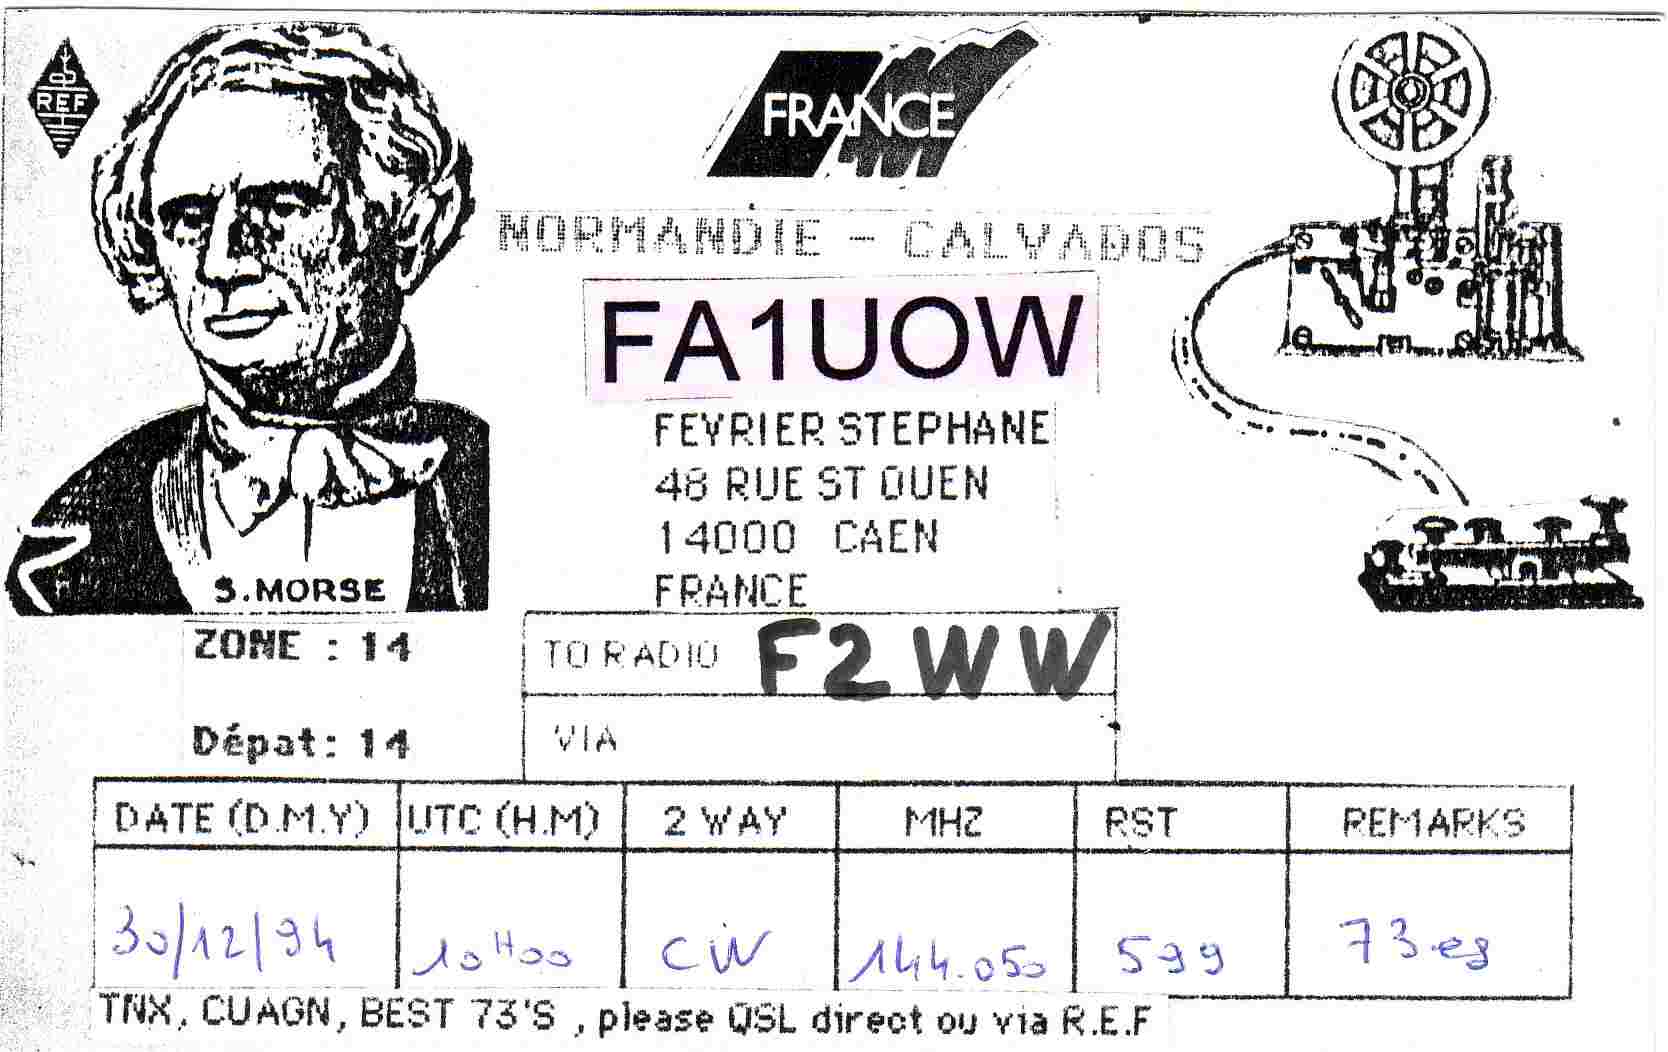 REF
FRANCE
NORMANDIE - CALVADOS
FA1UOW
FEVRIER STEPHANE
48 RUE ST OUEN
14000 CAEN
FRANCE
S. MORSE
ZONE : 14
Dépat: 14
TO RADIO F2WW
VIA
DATE (D.M.Y) UTC (H.M) 2 WAY MHZ RST REMARKS
30/12/94 10H00 CW 144.050 599 73 es
TNX, CUAGN, BEST 73'S , please QSL direct ou via R.E.F